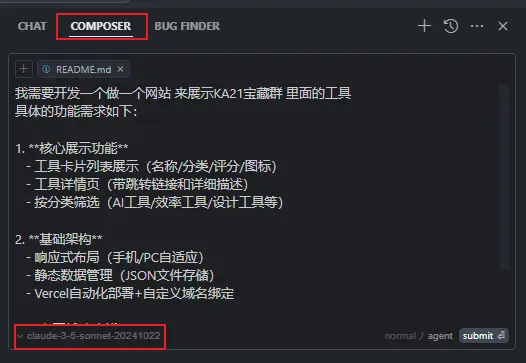 CHAT COMPOSER BUG FINDER
README.md
我需要开发一个做一个网站 来展示KA21宝藏群 里面的工具
具体的功能需求如下：
1. **核心展示功能**
- 工具卡片列表展示（名称/分类/评分/图标）
- 工具详情页（带跳转链接和详细描述）
- 按分类筛选（AI工具/效率工具/设计工具等）
2. **基础架构**
- 响应式布局（手机/PC自适应）
- 静态数据管理（JSON文件存储）
- Vercel自动化部署+自定义域名绑定
claude-3-5-sonnet-20241022 normal / agent submit